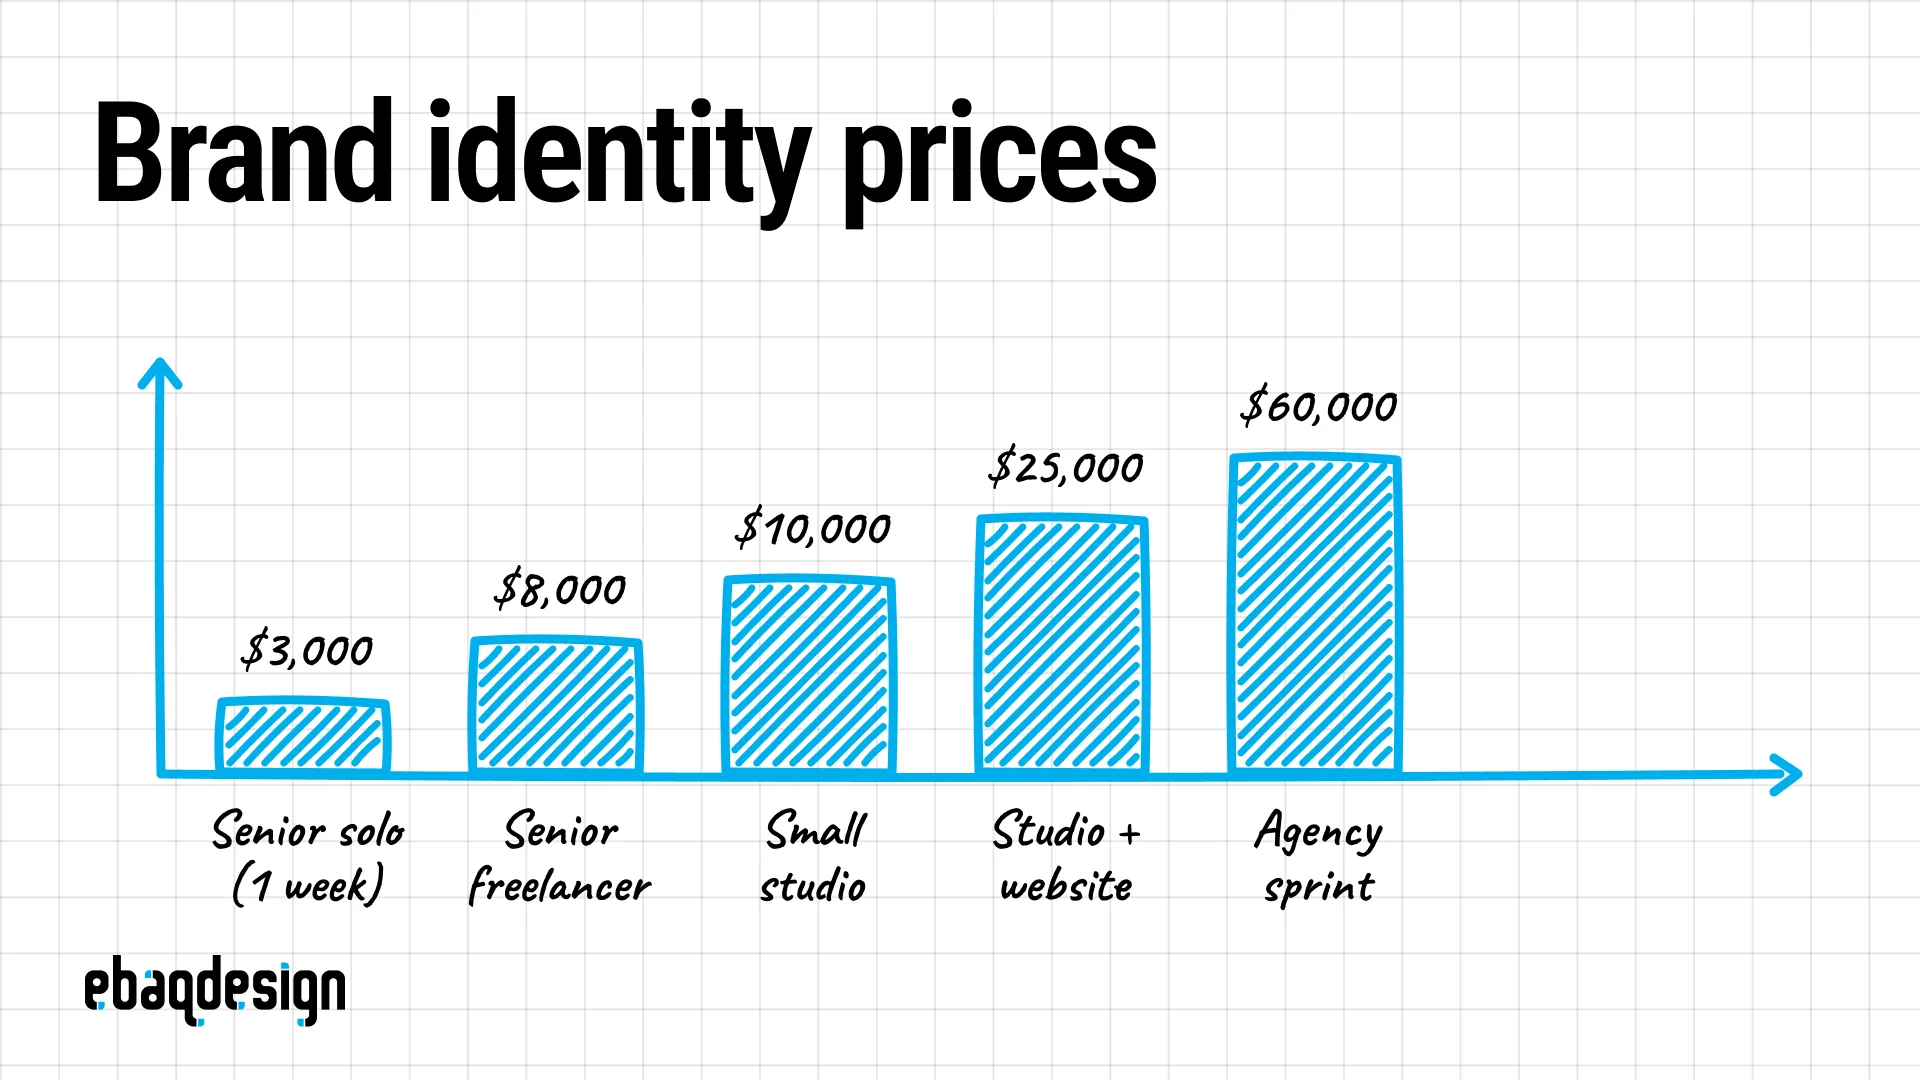 Brand identity prices
$60,000
$25,000
$10,000
$8,000
$3,000
Senior solo
(1 week)
Senior
freelancer
Small
studio
Studio +
website
Agency
sprint
ebaqdesign